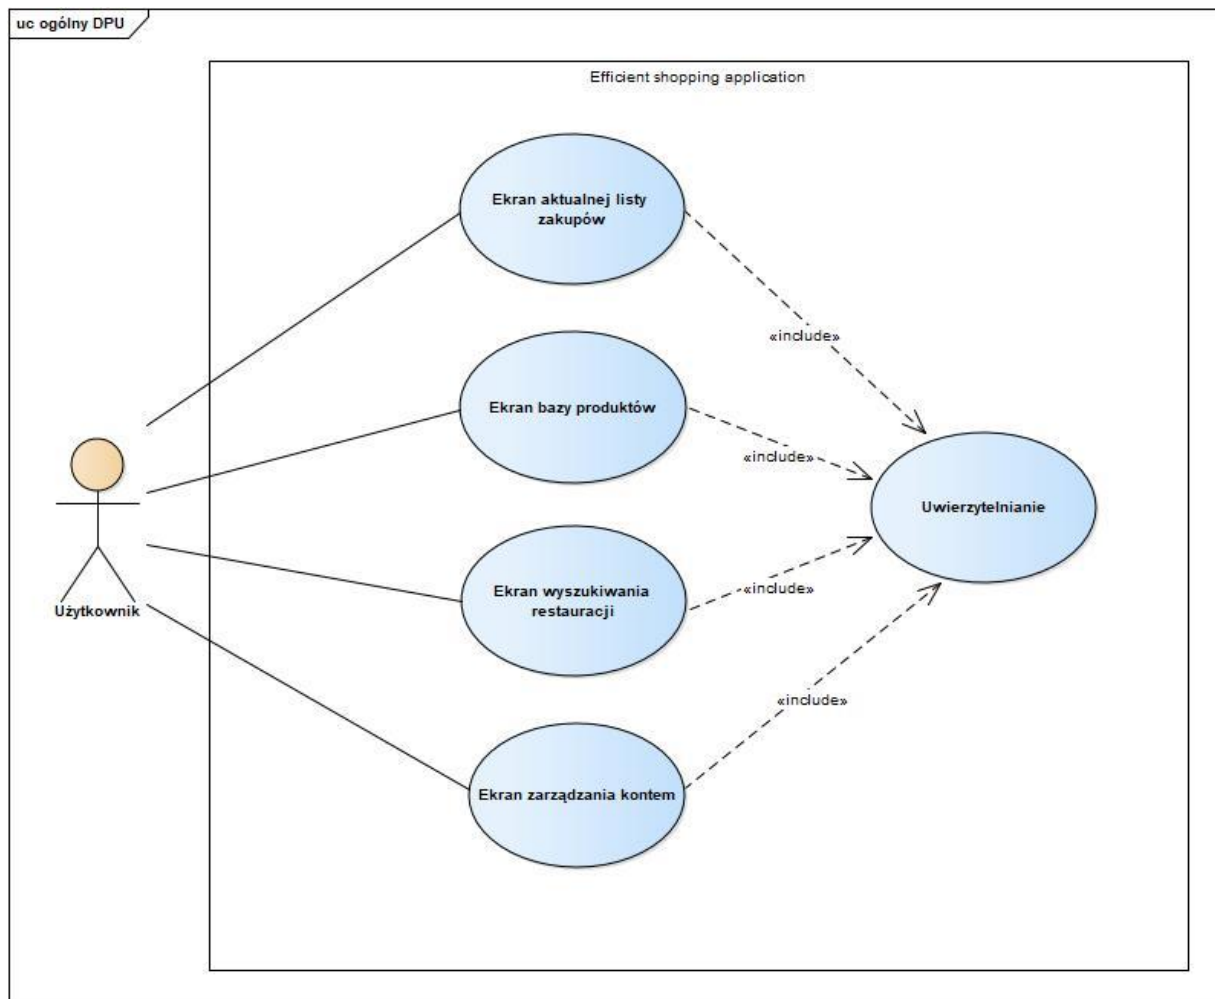 uc ogólny DPU
Efficient shopping application
Ekran aktualnej listy
zakupów
«include»
Ekran bazy produktów
«include»
Uwierzytelnianie
Ekran wyszukiwania
restauracji
«include»
Użytkownik
«include»
Ekran zarządzania kontem